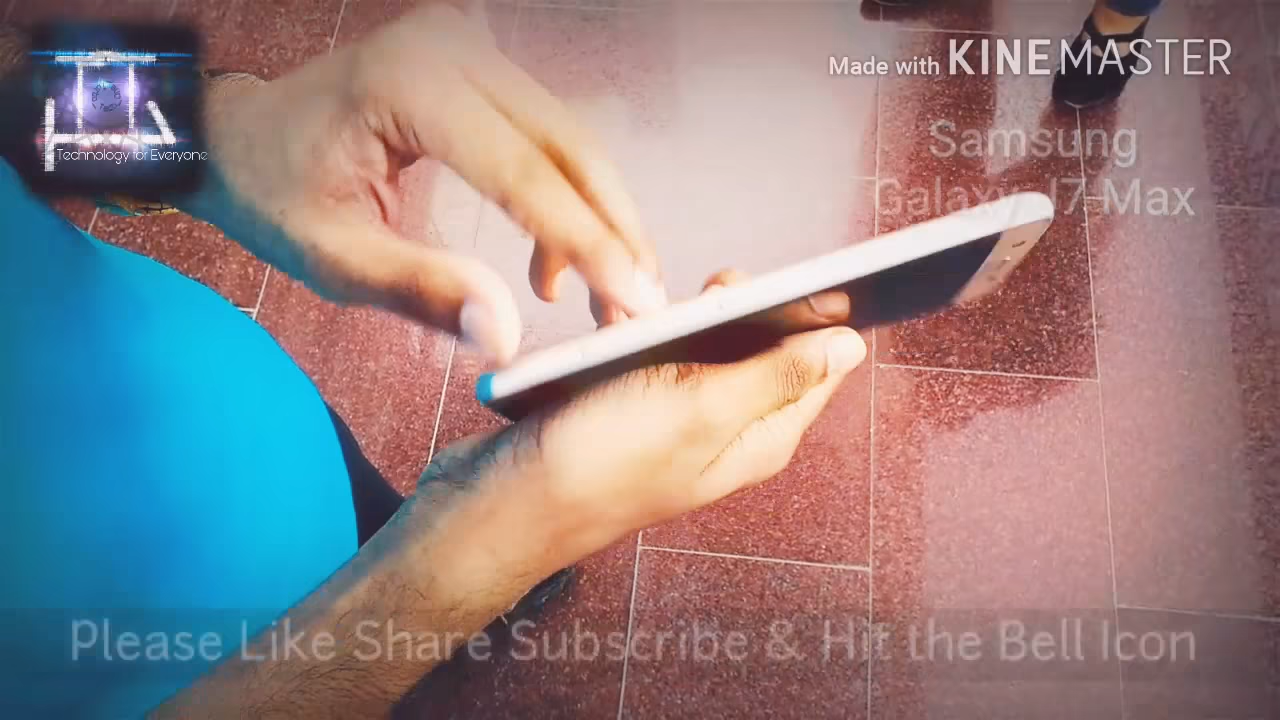 Made with KINEMASTER
Technology for Everyone
Samsung
Galaxy J7 Max
Please Like Share Subscribe & Hit the Bell Icon